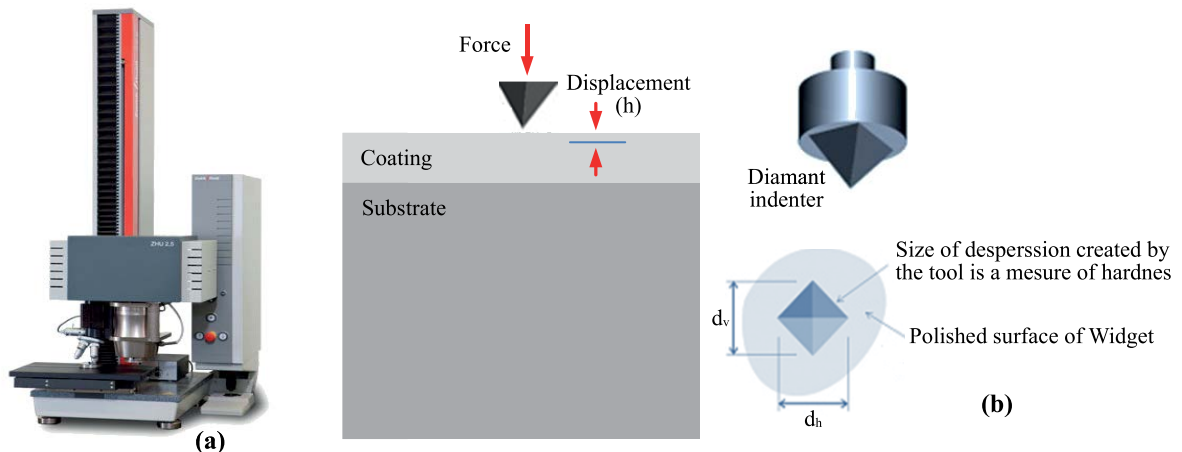 ZHU 2,5
(a)
Force
Displacement
(h)
Coating
Substrate
Diamant
indenter
Size of desperssion created by
the tool is a mesure of hardnes
Polished surface of Widget
dv
dh
(b)